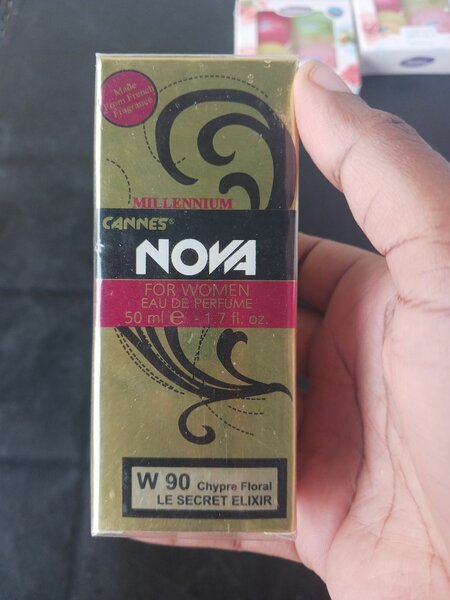 Made
From French
Fragrance
MILLENNIUM
CANNES®
NOVA
FOR WOMEN
EAU DE PERFUME
50 ml e - 1.7 fl. oz.
W 90 Chypre Floral
LE SECRET ELIXIR